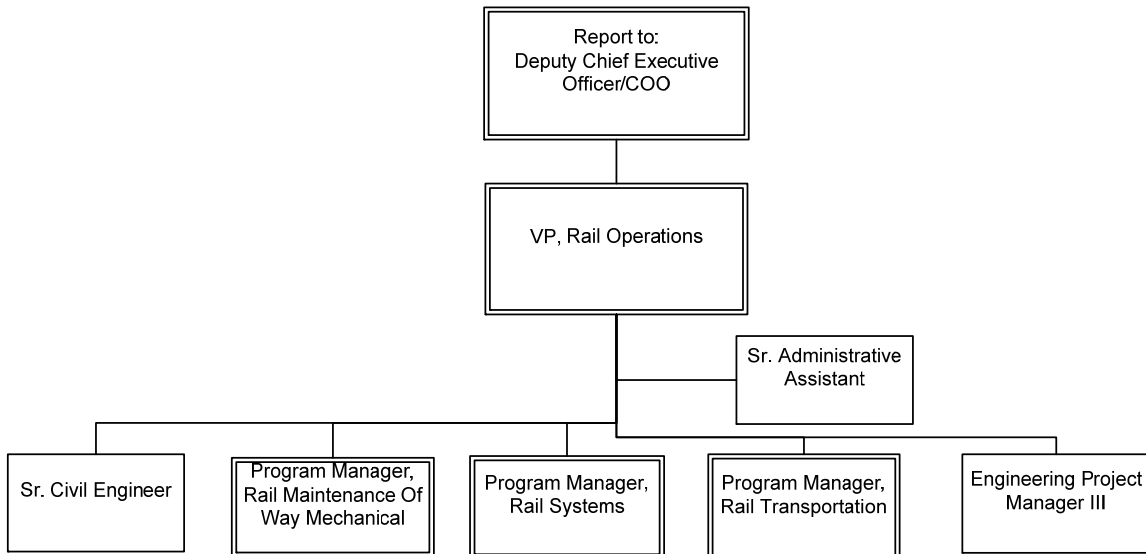 Report to:
Deputy Chief Executive
Officer/COO
VP, Rail Operations
Sr. Administrative
Assistant
Sr. Civil Engineer
Program Manager,
Rail Maintenance Of
Way Mechanical
Program Manager,
Rail Systems
Program Manager,
Rail Transportation
Engineering Project
Manager III